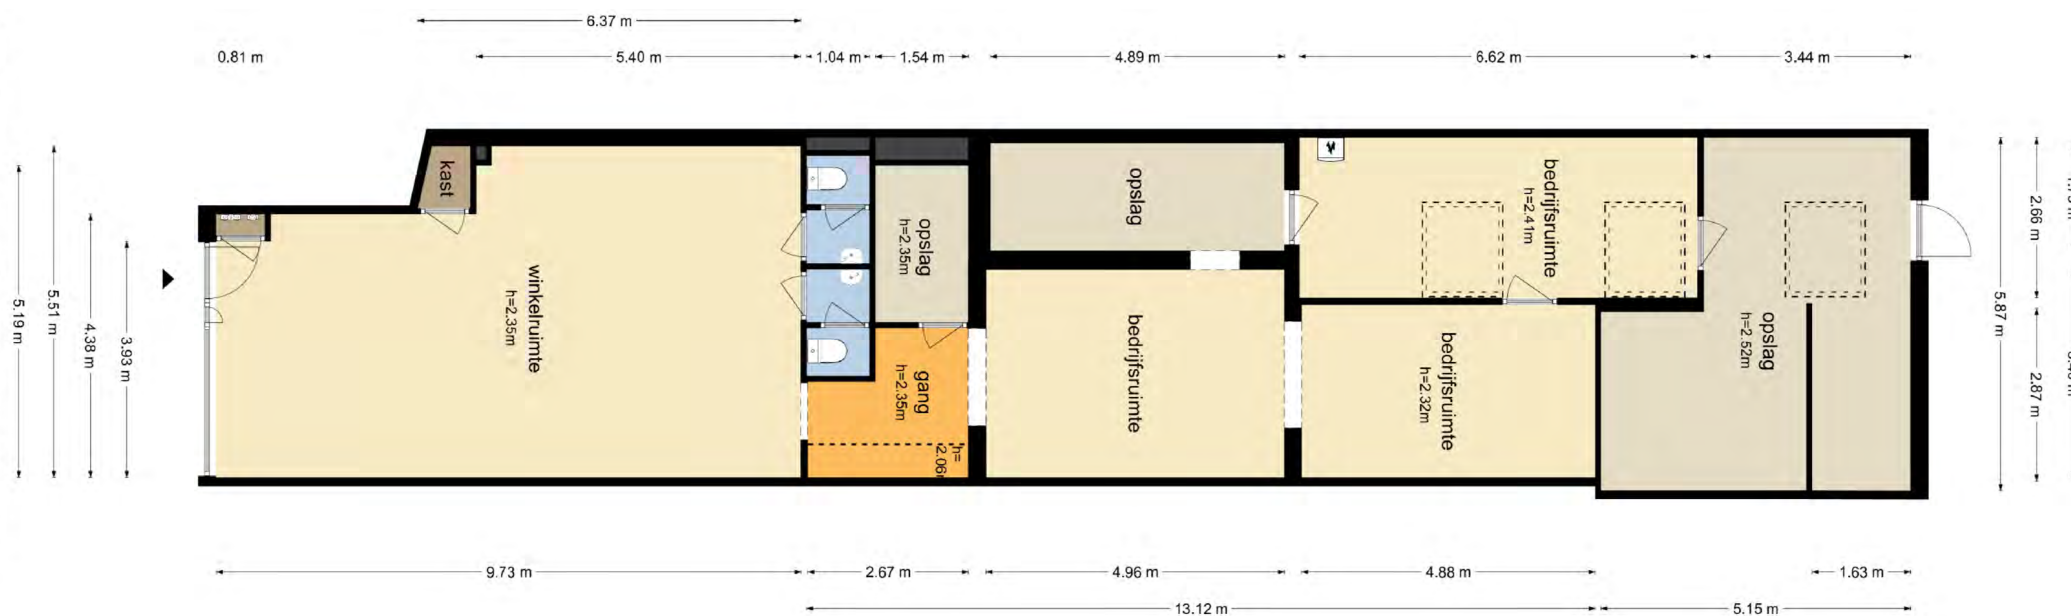 6.37 m
0.81 m
5.40 m
1.04 m
1.54 m
4.89 m
6.62 m
3.44 m
kast
opslag
bedrijfsruimte
h=2.41m
opslag
h=2.35m
winkelruimte
h=2.35m
bedrijfsruimte
bedrijfsruimte
h=2.32m
opslag
h=2.52m
gang
h=2.35m
h=
2.06
5.19 m
5.51 m
4.38 m
3.93 m
5.87 m
2.66 m
2.87 m
9.73 m
2.67 m
4.96 m
4.88 m
1.63 m
13.12 m
5.15 m